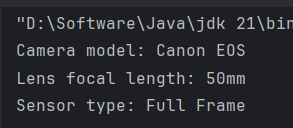 "D:\Software\Java\jdk 21\bin
Camera model: Canon EOS
Lens focal length: 50mm
Sensor type: Full Frame